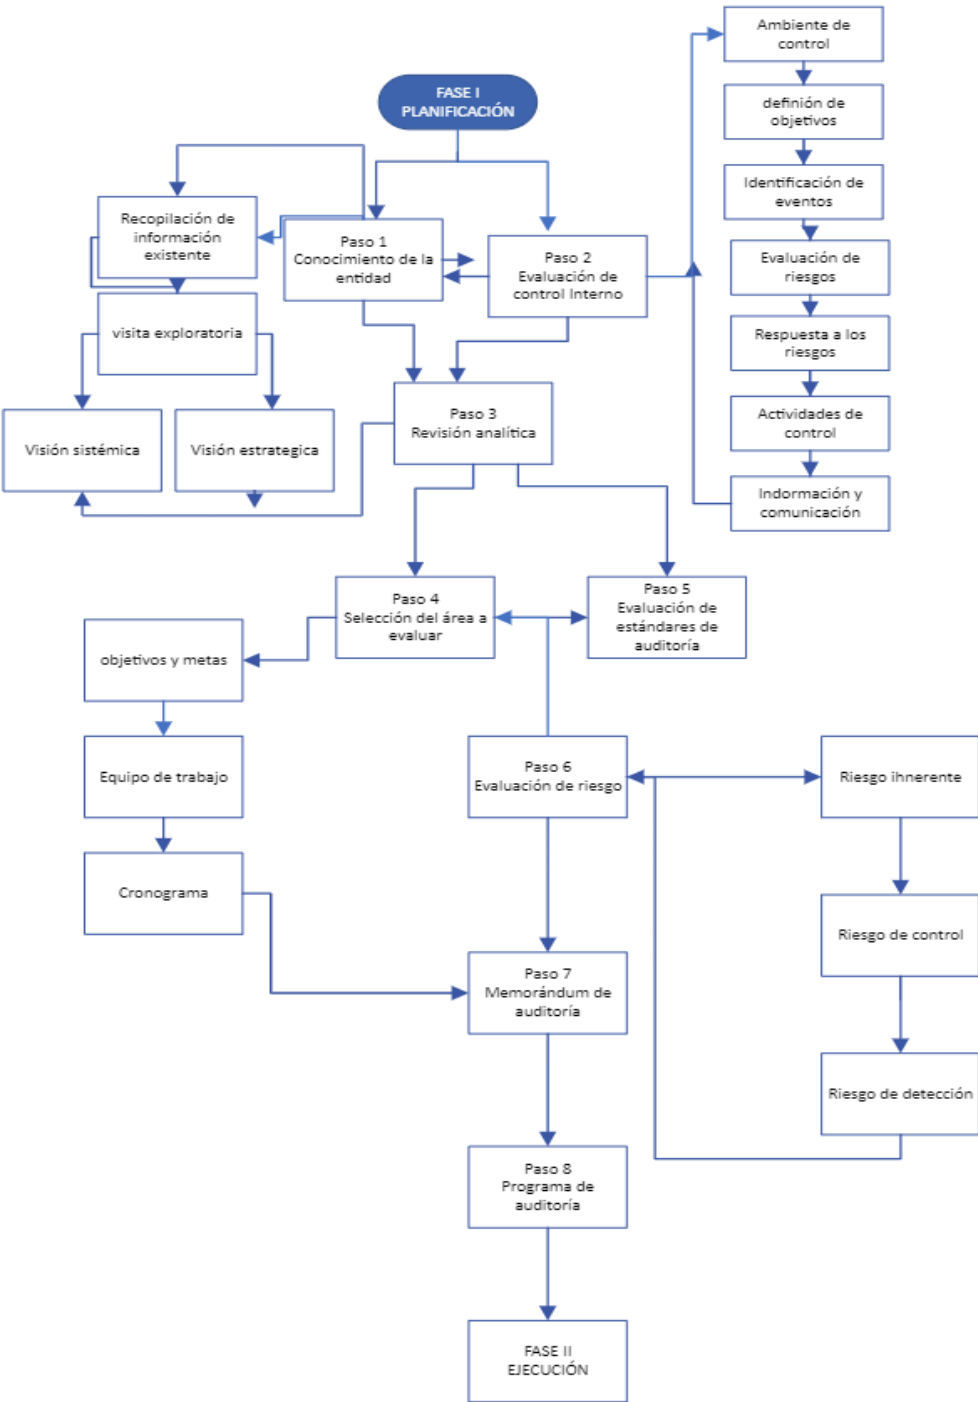 FASE I
PLANIFICACIÓN
Ambiente de
control
definión de
objetivos
Identificación de
eventos
Evaluación de
riesgos
Respuesta a los
riesgos
Actividades de
control
Indormación y
comunicación
Recopilación de
información
existente
Paso 1
Conocimiento de la
entidad
Paso 2
Evaluación de
control Interno
visita exploratoria
Visión sistémica
Visión estrategica
Paso 3
Revisión analítica
Paso 4
Selección del área a
evaluar
Paso 5
Evaluación de
estándares de
auditoría
objetivos y metas
Equipo de trabajo
Cronograma
Paso 6
Evaluación de riesgo
Riesgo ihnerente
Riesgo de control
Riesgo de detección
Paso 7
Memorándum de
auditoría
Paso 8
Programa de
auditoría
FASE II
EJECUCIÓN